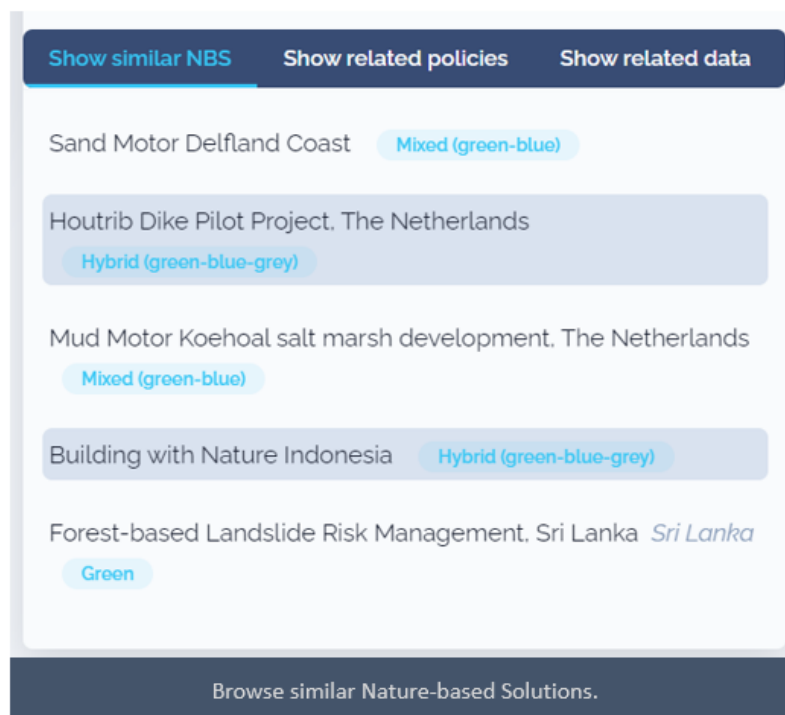 Show similar NBS Show related policies Show related data
Sand Motor Delfland Coast Mixed (green-blue)
Houtrib Dike Pilot Project, The Netherlands
Hybrid (green-blue-grey)
Mud Motor Koehoal salt marsh development, The Netherlands
Mixed (green-blue)
Building with Nature Indonesia Hybrid (green-blue-grey)
Forest-based Landslide Risk Management, Sri Lanka Sri Lanka
Green
Browse similar Nature-based Solutions.